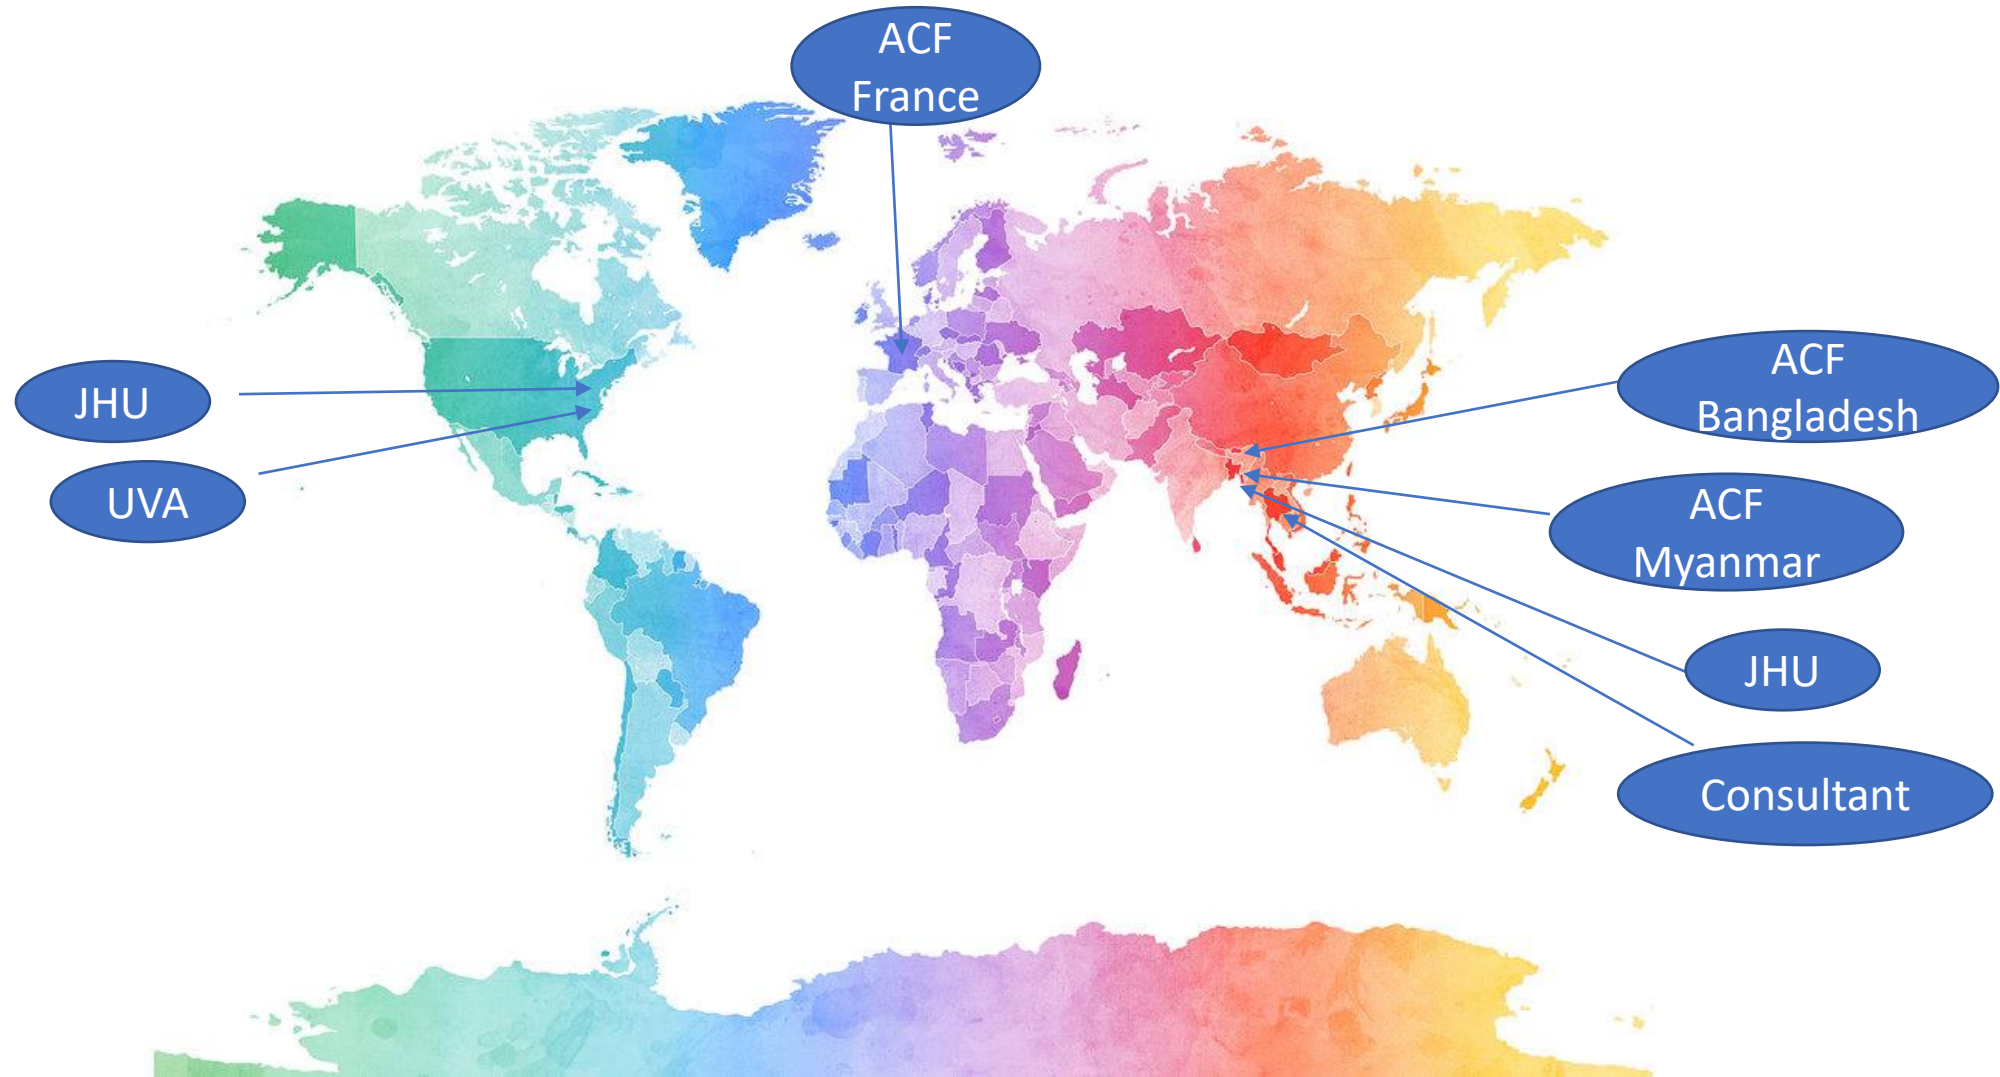 ACF
France
JHU
UVA
ACF
Bangladesh
ACF
Myanmar
JHU
Consultant